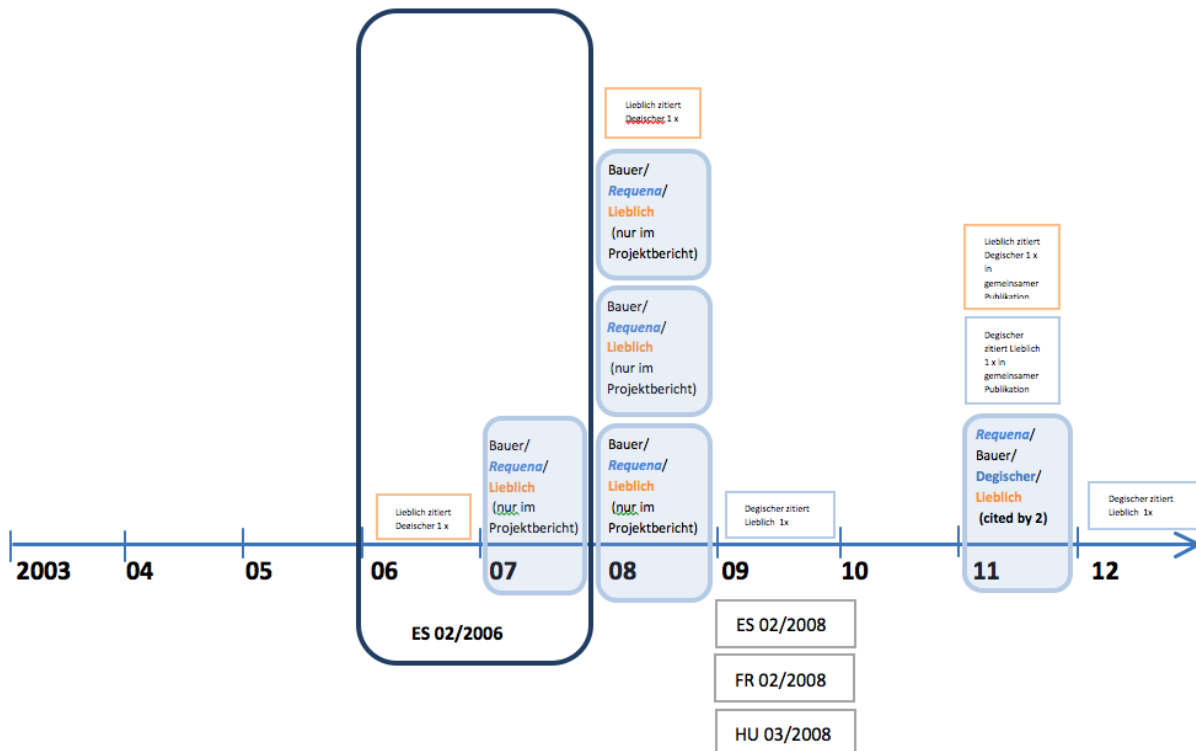 Lieblich zitiert
Degischer 1 x
Bauer/
Requena/
Lieblich
(nur im
Projektbericht)
Bauer/
Requena/
Lieblich
(nur im
Projektbericht)
Lieblich zitiert
Degischer 1 x
in
gemeinsamer
Publikation
Degischer
zitiert Lieblich
1 x in
gemeinsamer
Publikation
Lieblich zitiert
Degischer 1 x
Bauer/
Requena/
Lieblich
(nur im
Projektbericht)
Bauer/
Requena/
Lieblich
(nur im
Projektbericht)
Degischer zitiert
Lieblich 1x
Requena/
Bauer/
Degischer/
Lieblich
(cited by 2)
Degischer zitiert
Lieblich 1x
2003 04 05 06 07 08 09 10 11 12
ES 02/2006
ES 02/2008
FR 02/2008
HU 03/2008